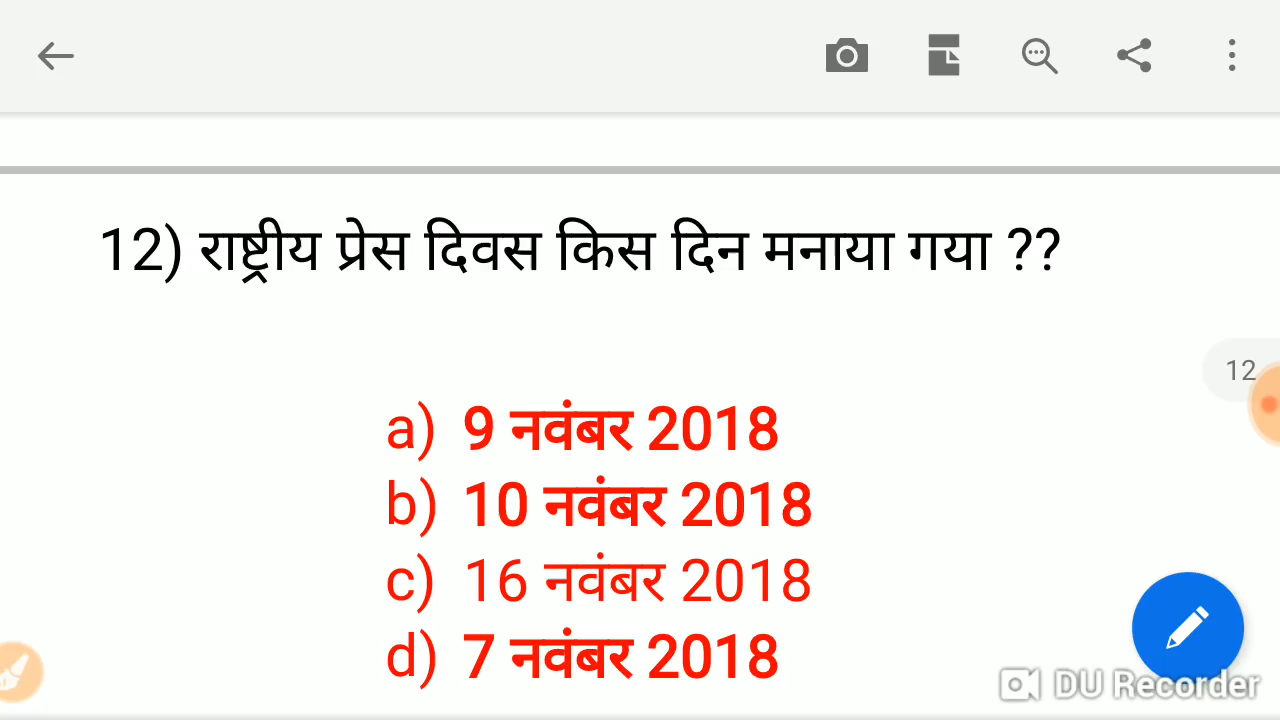 12) राष्ट्रीय प्रेस दिवस किस दिन मनाया गया ??
12
a) 9 नवंबर 2018
b) 10 नवंबर 2018
c) 16 नवंबर 2018
d) 7 नवंबर 2018
DU Recorder